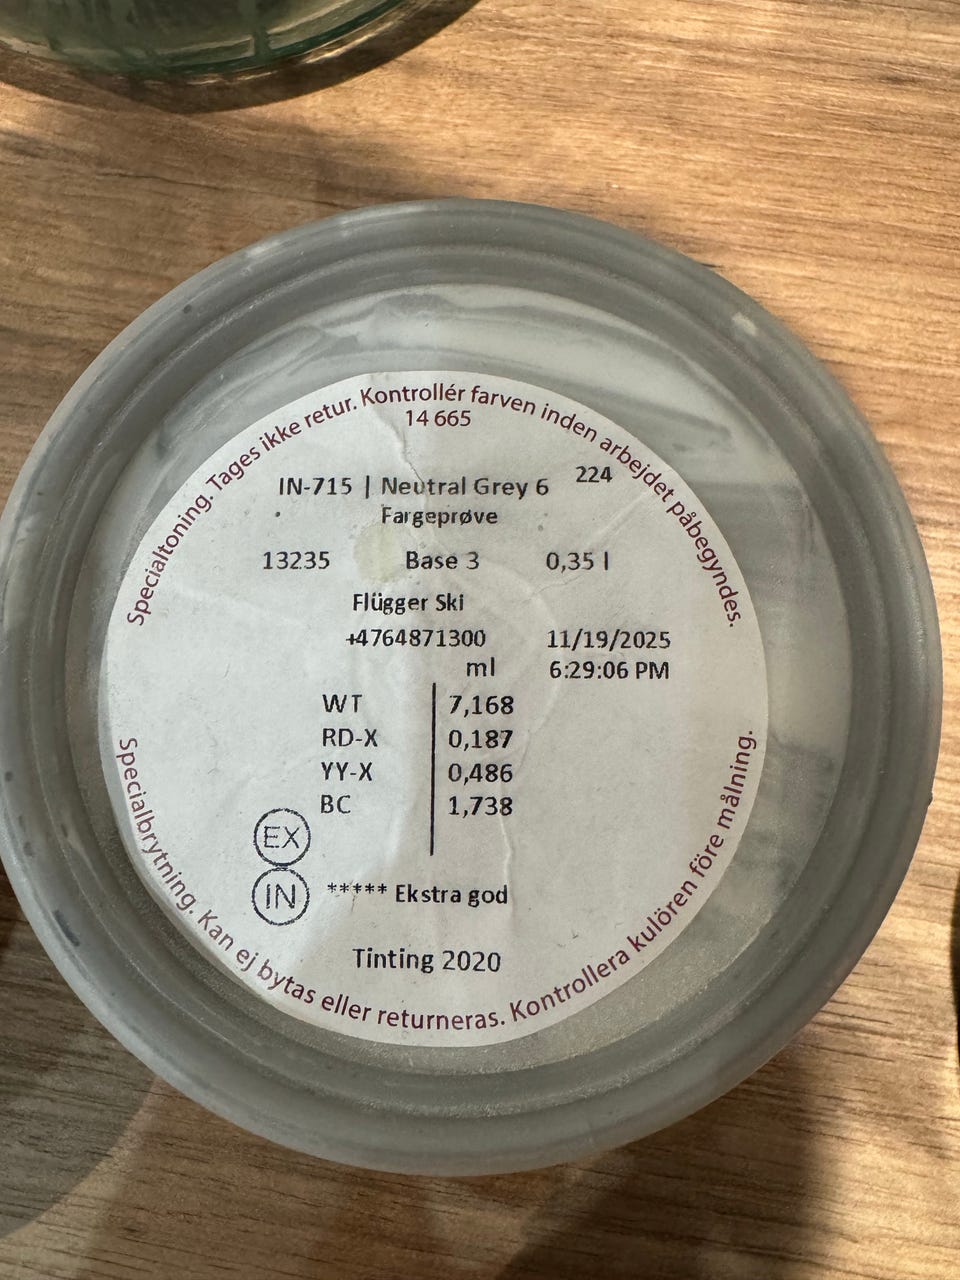 Specialtoning. Tages ikke retur. Kontrollér farven inden arbejdet påbegyndes.
14 665
224
IN-715 | Neutral Grey 6
Fargeprøve
13235 Base 3 0,35 l
Flügger Ski
+4764871300 11/19/2025
ml 6:29:06 PM
WT 7,168
RD-X 0,187
YY-X 0,486
BC 1,738
EX
IN ***** Ekstra god
Tinting 2020
Specialbrytning. Kan ej bytas eller returneras. Kontrollera kulören före målning.